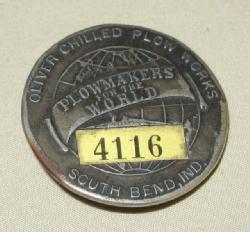 OLIVER CHILLED PLOW WORKS
PLOWMAKERS
FOR THE
WORLD
4116
SOUTH BEND, IND.